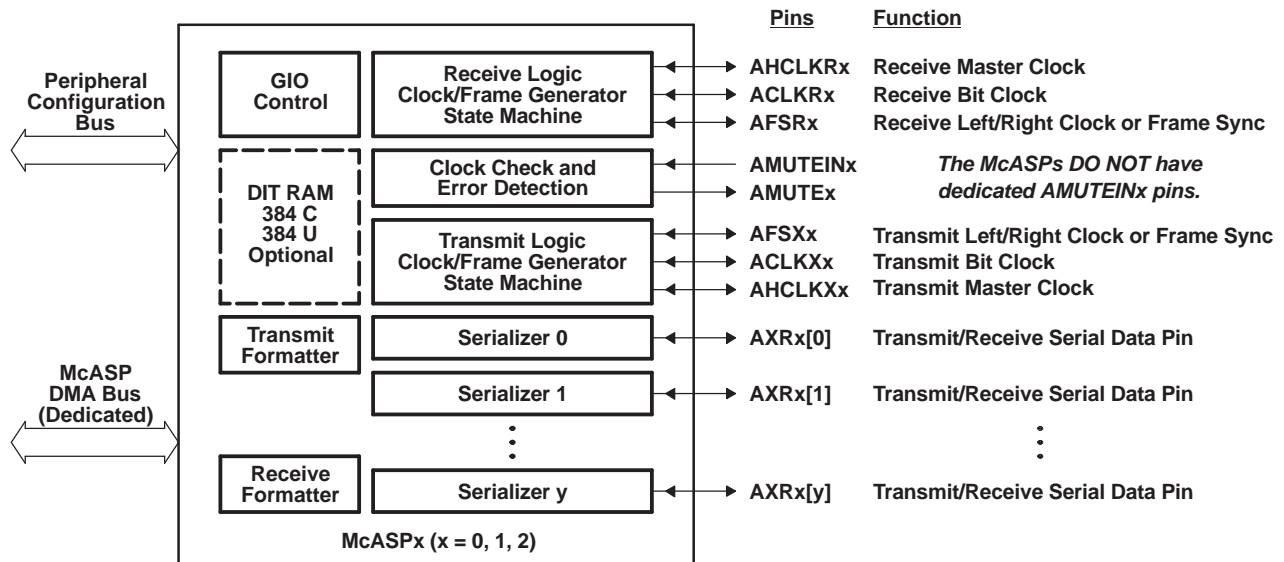 Pins Function
Peripheral
Configuration
Bus
GIO
Control
Receive Logic
Clock/Frame Generator
State Machine
AHCLKRx Receive Master Clock
ACLKRx Receive Bit Clock
AFSRx Receive Left/Right Clock or Frame Sync
DIT RAM
384 C
384 U
Optional
Clock Check and
Error Detection
AMUTEINx
AMUTEx
The McASPs DO NOT have
dedicated AMUTEINx pins.
Transmit Logic
Clock/Frame Generator
State Machine
AFSXx Transmit Left/Right Clock or Frame Sync
ACLKXx Transmit Bit Clock
AHCLKXx Transmit Master Clock
Transmit
Formatter
Serializer 0
AXRx[0] Transmit/Receive Serial Data Pin
McASP
DMA Bus
(Dedicated)
Serializer 1
AXRx[1] Transmit/Receive Serial Data Pin
Receive
Formatter
Serializer y
AXRx[y] Transmit/Receive Serial Data Pin
McASPx (x = 0, 1, 2)